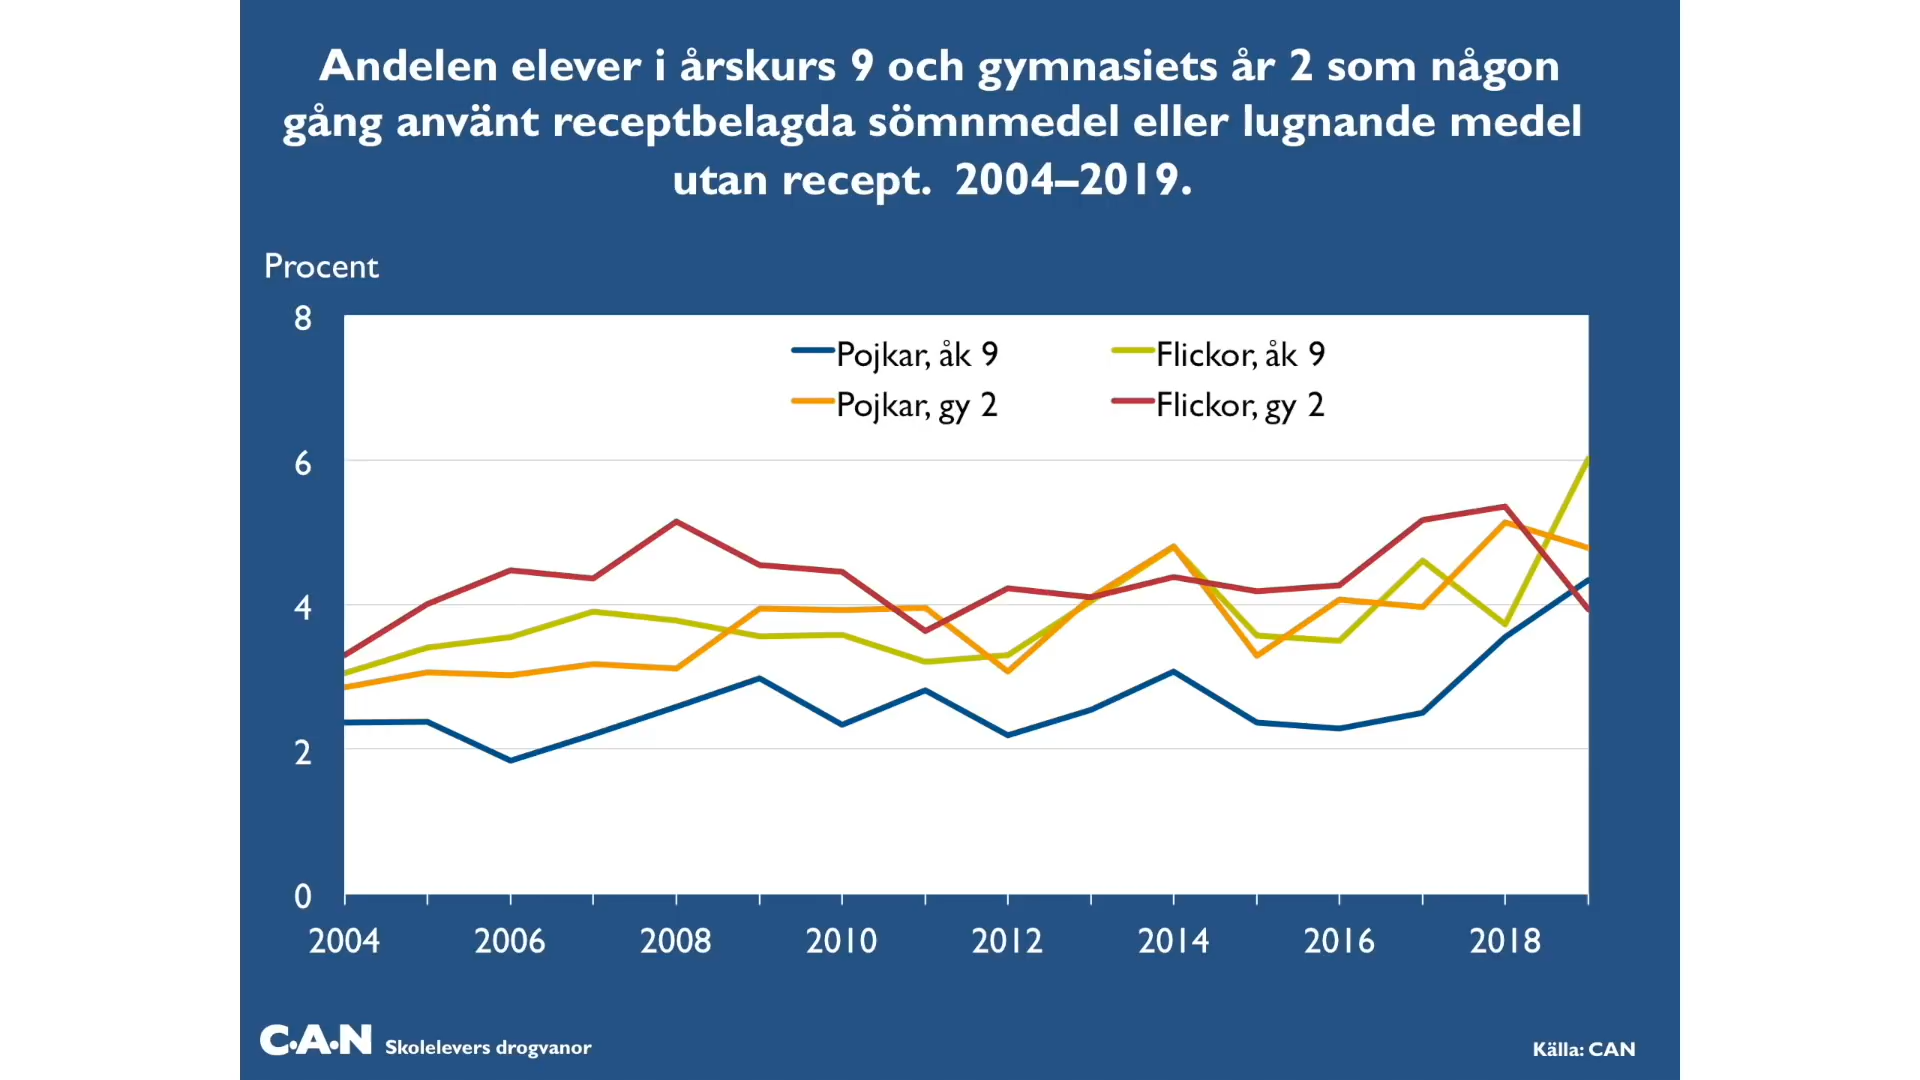 Andelen elever i årskurs 9 och gymnasiets år 2 som någon
gång använt receptbelagda sömnmedel eller lugnande medel
utan recept. 2004–2019.
Procent
8
Pojkar, åk 9
Flickor, åk 9
Pojkar, gy 2
Flickor, gy 2
6
4
2
0
2004 2006 2008 2010 2012 2014 2016 2018
C.A.N Skolelevers drogvanor
Källa: CAN